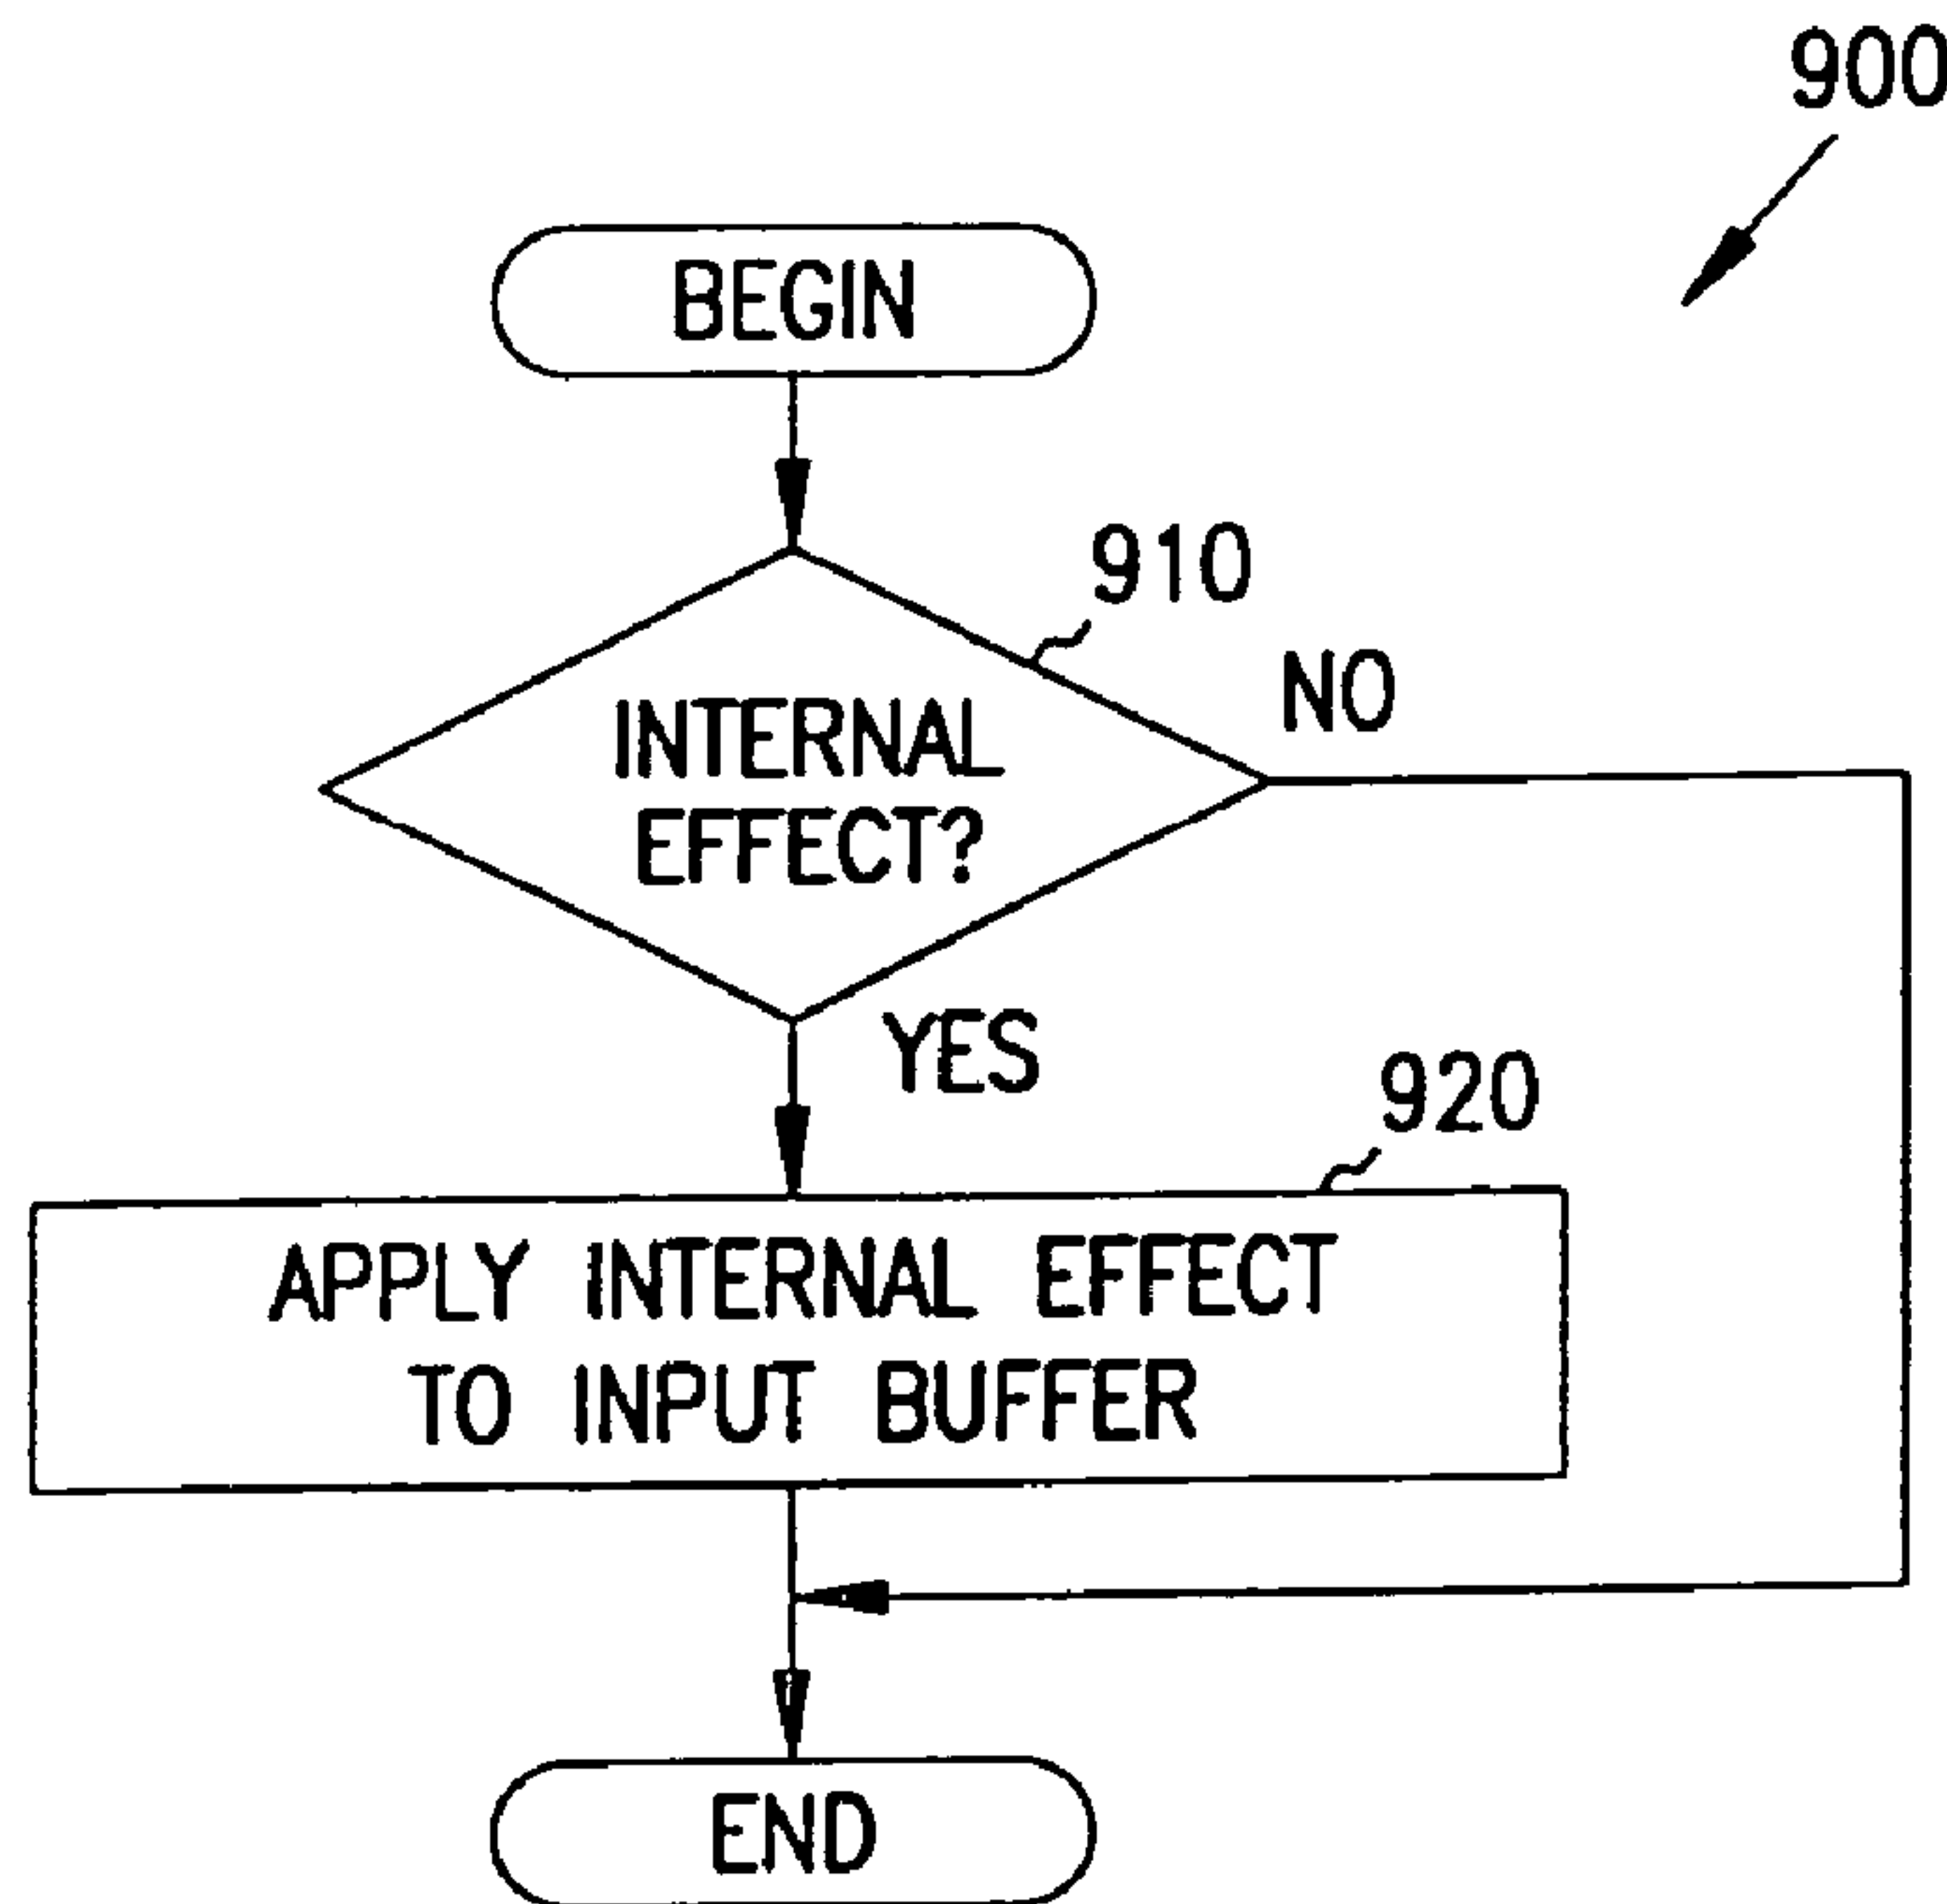 900
BEGIN
910
NO
INTERNAL
EFFECT?
YES
920
APPLY INTERNAL EFFECT
TO INPUT BUFFER
END